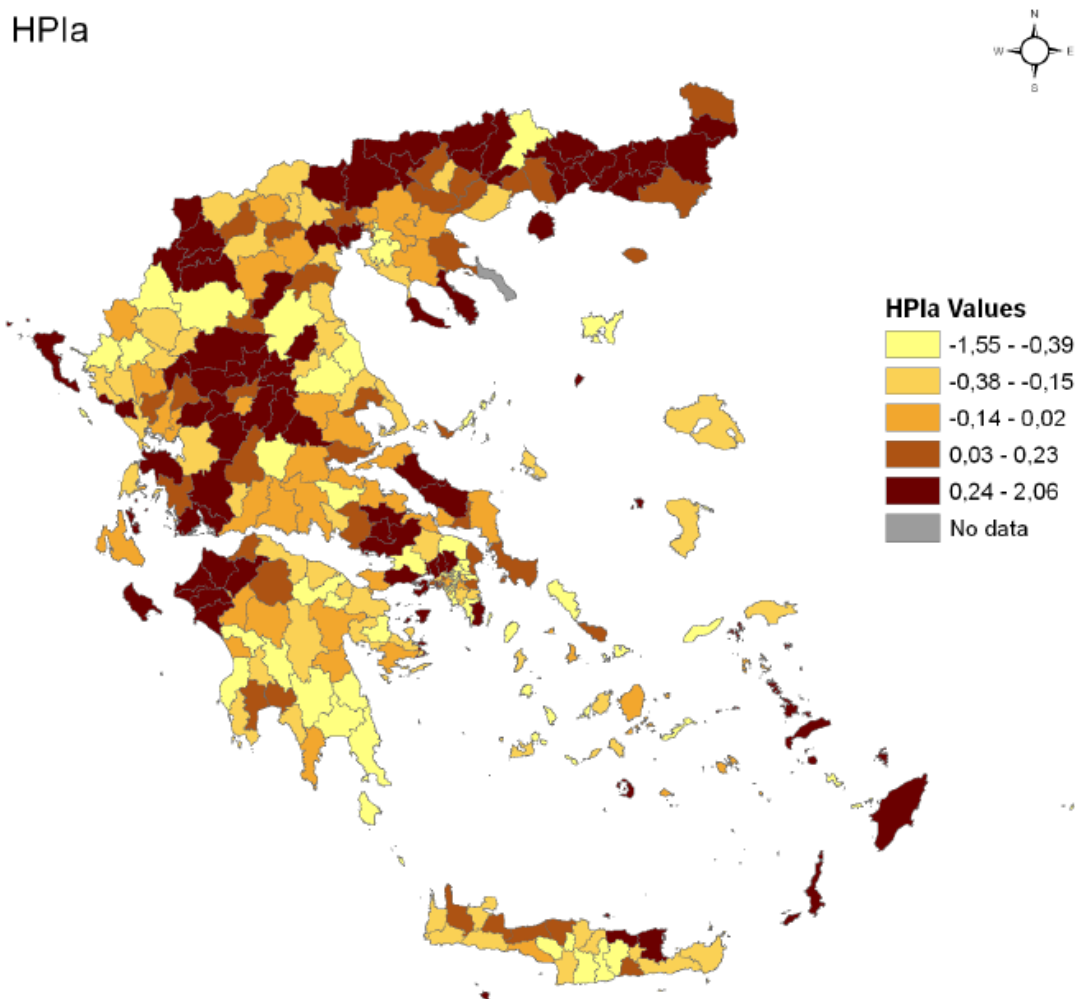 HPIa
N
W E
S
HPIa Values
-1,55 - -0,39
-0,38 - -0,15
-0,14 - 0,02
0,03 - 0,23
0,24 - 2,06
No data